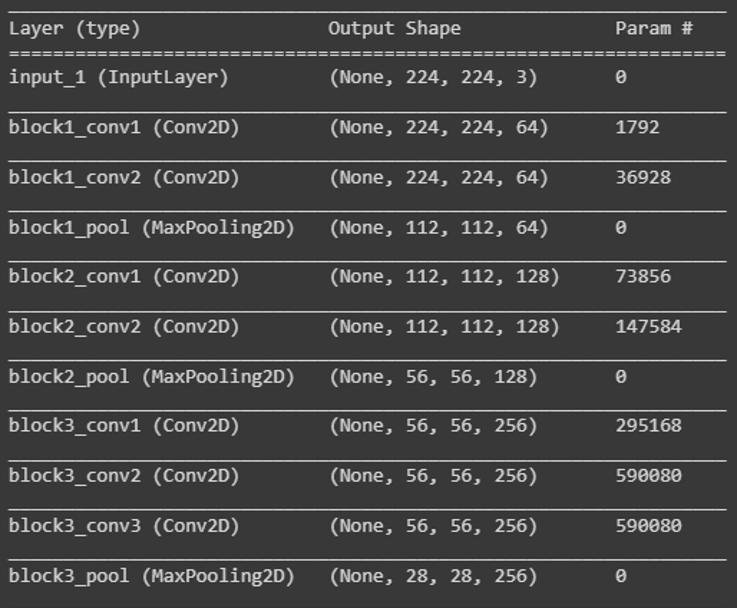 Layer (type) Output Shape Param #
=================================================================
input_1 (InputLayer) (None, 224, 224, 3) 0
block1_conv1 (Conv2D) (None, 224, 224, 64) 1792
block1_conv2 (Conv2D) (None, 224, 224, 64) 36928
block1_pool (MaxPooling2D) (None, 112, 112, 64) 0
block2_conv1 (Conv2D) (None, 112, 112, 128) 73856
block2_conv2 (Conv2D) (None, 112, 112, 128) 147584
block2_pool (MaxPooling2D) (None, 56, 56, 128) 0
block3_conv1 (Conv2D) (None, 56, 56, 256) 295168
block3_conv2 (Conv2D) (None, 56, 56, 256) 590080
block3_conv3 (Conv2D) (None, 56, 56, 256) 590080
block3_pool (MaxPooling2D) (None, 28, 28, 256) 0